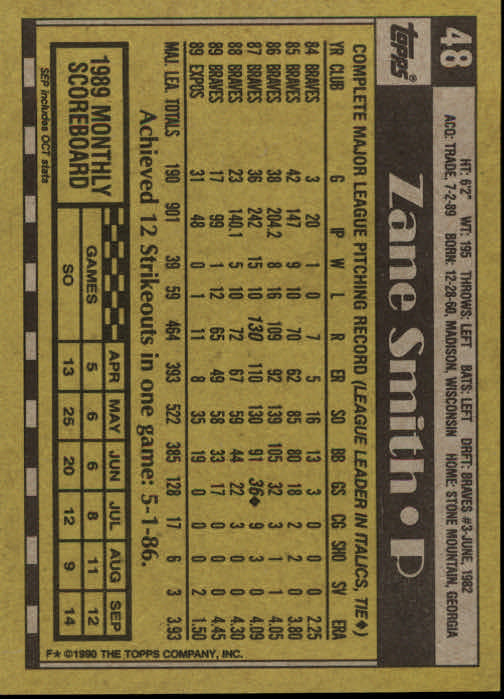 48
Topps®
HT: 6'2" WT: 195 THROWS: LEFT BATS: LEFT DRFT: BRAVES #3-JUNE, 1982
ACQ: TRADE, 7-2-89 BORN: 12-28-60, MADISON, WISCONSIN HOME: STONE MOUNTAIN, GEORGIA
Zane Smith • P
COMPLETE MAJOR LEAGUE PITCHING RECORD (LEAGUE LEADER IN ITALICS, TIE♦)
YR CLUB G IP W L R ER SO BB GS CG SHO SV ERA
84 BRAVES 3 20 1 0 7 5 16 13 3 0 0 0 2.25
85 BRAVES 42 147 9 10 70 62 85 80 18 2 2 0 3.80
86 BRAVES 38 204.2 8 16 109 92 139 105 32 3 1 1 4.05
87 BRAVES 36 242 15 10 130 110 130 91 36♦ 9 3 0 4.09
88 BRAVES 23 140.1 5 10 72 67 59 44 22 3 0 0 4.30
89 BRAVES 17 99 1 12 65 49 58 33 17 0 0 0 4.45
89 EXPOS 31 48 0 1 11 8 35 19 0 0 0 2 1.50
MAJ. LEA. TOTALS 190 901 39 59 464 393 522 385 128 17 6 3 3.93
Achieved 12 Strikeouts in one game: 5-1-86.
1989 MONTHLY
SCOREBOARD
SEP includes OCT stats
APR MAY JUN JUL AUG SEP
GAMES 5 6 6 8 11 12
SO 13 25 20 12 9 14
F★ ©1990 THE TOPPS COMPANY, INC.